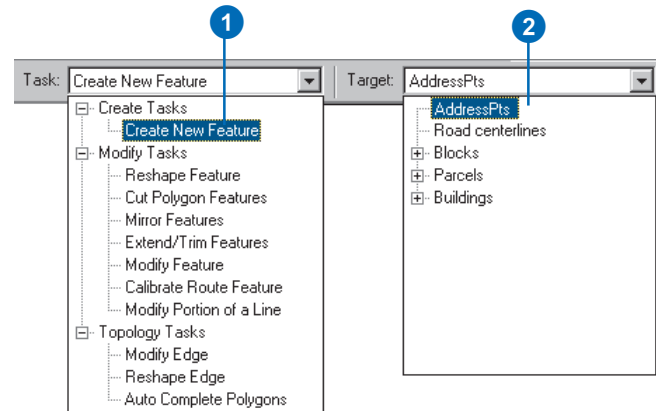 1
2
Task: Create New Feature
Target: AddressPts
Create Tasks
Create New Feature
Modify Tasks
Reshape Feature
Cut Polygon Features
Mirror Features
Extend/Trim Features
Modify Feature
Calibrate Route Feature
Modify Portion of a Line
Topology Tasks
Modify Edge
Reshape Edge
Auto Complete Polygons
AddressPts
Road centerlines
Blocks
Parcels
Buildings